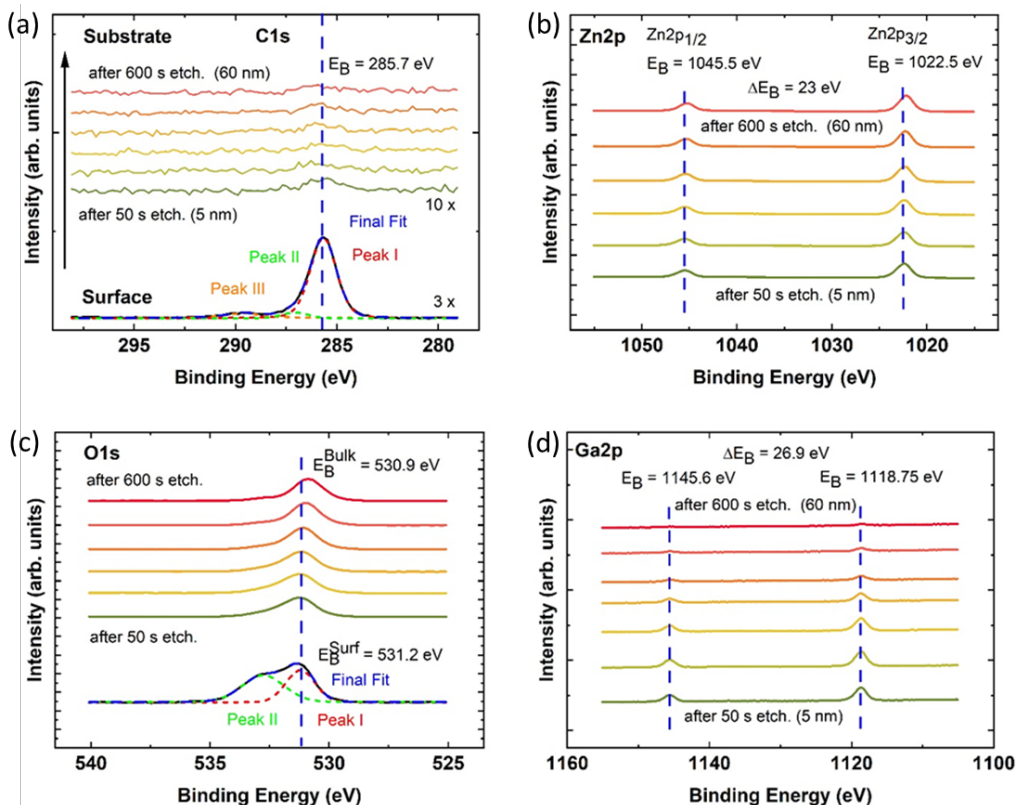 (a)
Substrate
C1s
E_B = 285.7 eV
after 600 s etch. (60 nm)
10 x
after 50 s etch. (5 nm)
Final Fit
Peak II
Peak I
Peak III
Surface
3 x
Intensity (arb. units)
295
290
285
280
Binding Energy (eV)
(b)
Zn2p
Zn2p1/2
Zn2p3/2
E_B = 1045.5 eV
E_B = 1022.5 eV
ΔE_B = 23 eV
after 600 s etch. (60 nm)
after 50 s etch. (5 nm)
Intensity (arb. units)
1050
1040
1030
1020
Binding Energy (eV)
(c)
O1s
after 600 s etch.
E_B^Bulk = 530.9 eV
after 50 s etch.
E_B^Surf = 531.2 eV
Final Fit
Peak II
Peak I
Intensity (arb. units)
540
535
530
525
Binding Energy (eV)
(d)
Ga2p
ΔE_B = 26.9 eV
E_B = 1145.6 eV
E_B = 1118.75 eV
after 600 s etch. (60 nm)
after 50 s etch. (5 nm)
Intensity (arb. units)
1160
1140
1120
1100
Binding Energy (eV)